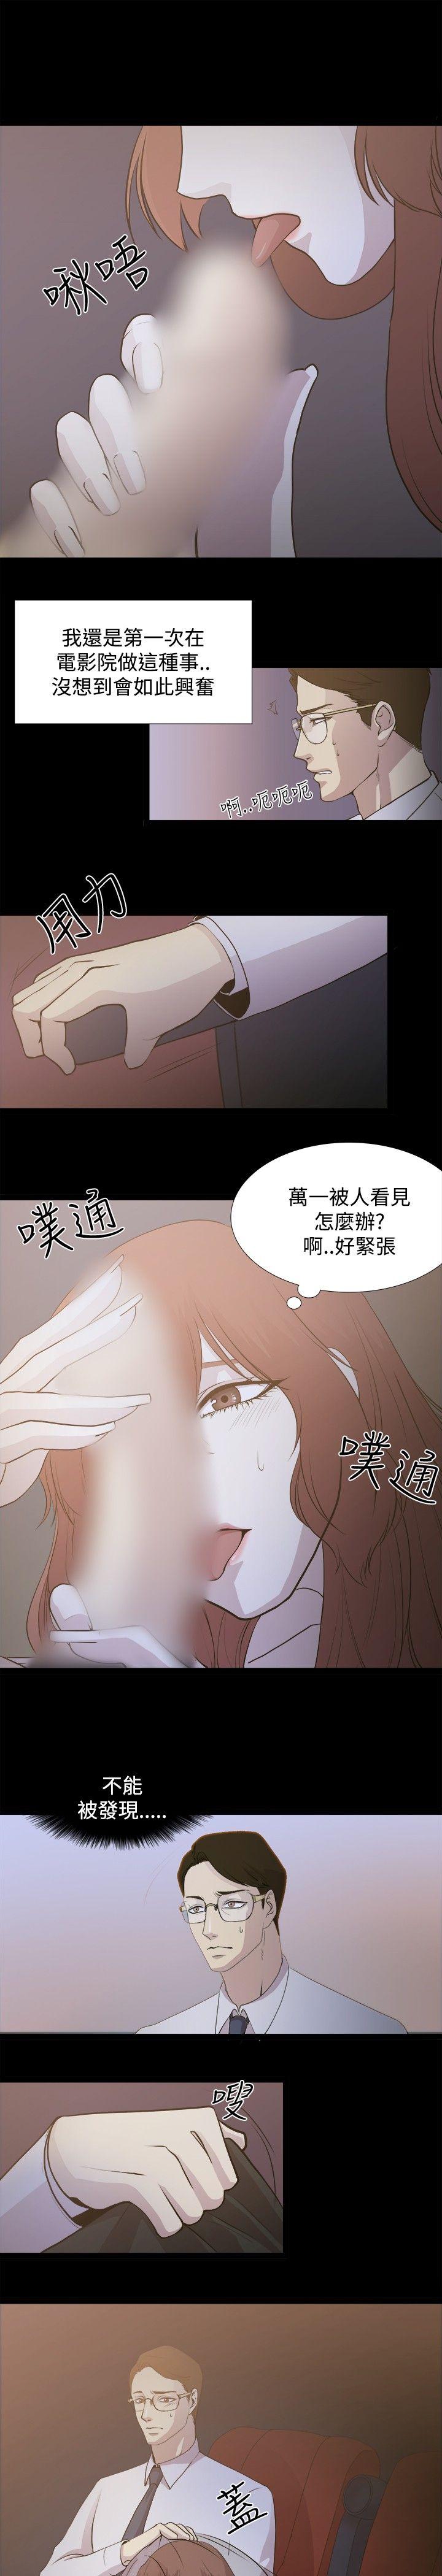 啾唔
我還是第一次在
電影院做這種事..
沒想到會如此興奮
啊..呃呃呃
用力
噗通
萬一被人看見
怎麼辦?
啊..好緊張
噗通
不能
被發現.....
嗖
蓋